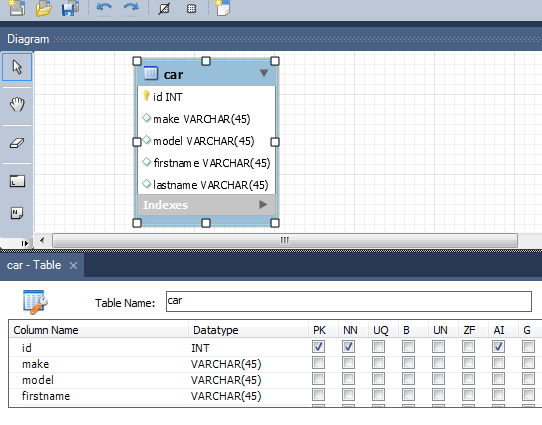 Diagram
car
id INT
make VARCHAR(45)
model VARCHAR(45)
firstname VARCHAR(45)
lastname VARCHAR(45)
Indexes
car - Table
Table Name: car
Column Name Datatype PK NN UQ B UN ZF AI G
id INT
make VARCHAR(45)
model VARCHAR(45)
firstname VARCHAR(45)